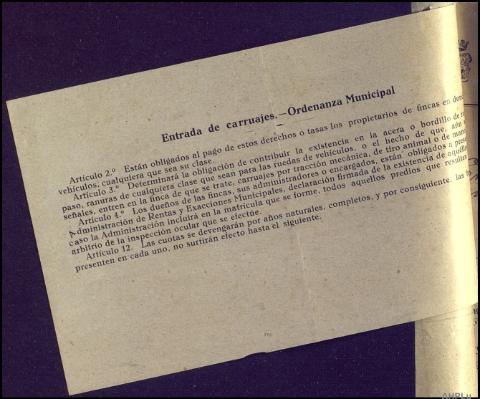 Entrada de carruajes.—Ordenanza Municipal
Artículo 2.º Están obligados al pago de estos derechos o tasas los propietarios de fincas en
vehículos, cualquiera que sea su clase.
Artículo 3.º Determinará la obligación de contribuir la existencia en la acera o bordillo de
paso, ranuras de cualquiera clase que sean para las ruedas de vehículos, o el hecho de que, aún
señales, entren en la finca de que se trate, carruajes por tracción mecánica, de tiro animal o de
Artículo 4.º Los dueños de las fincas, sus administradores o encargados, están obligados a
Administración de Rentas y Exacciones Municipales, declaración firmada de la existencia de
caso la Administración incluirá en la matrícula que se forme, todos aquellos predios que
arbitrio de la inspección ocular que se efectúe.
Artículo 12. Las cuotas se devengarán por años naturales, completos, y por consiguiente, las
presenten en cada uno, no surtirán efecto hasta el siguiente.